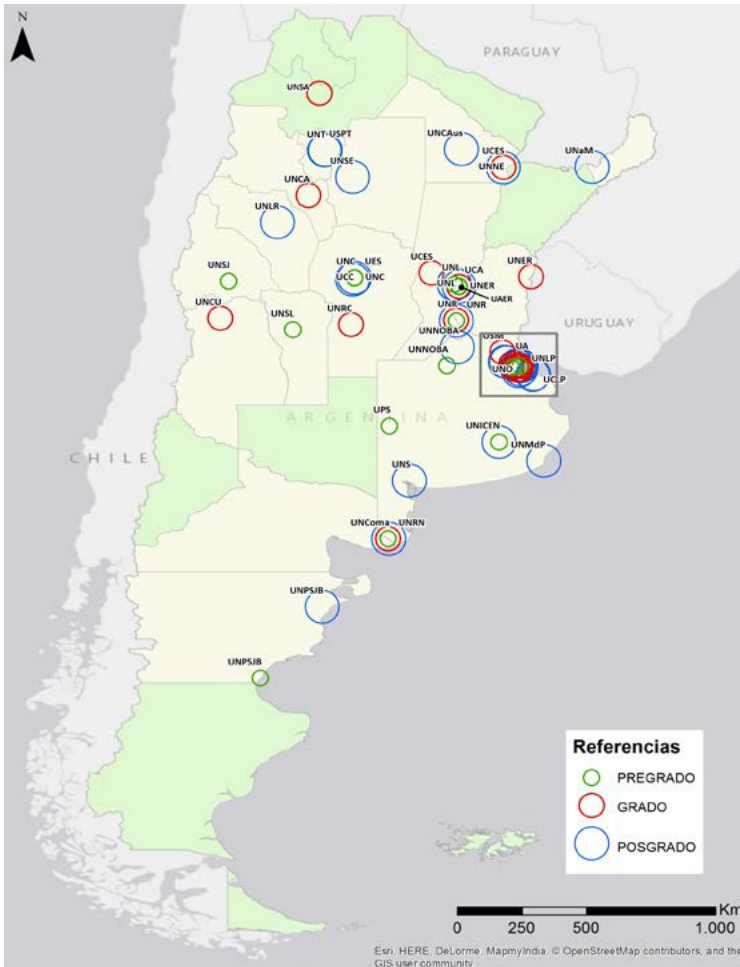 N
PARAGUAY
UNSA
UNT-USPT
UNCAus
UCES
UNaM
UNSE
UNNE
UNCA
UNLR
UNC UES
UCES
UNL UCA
UNER
UNSJ
UCC UNC
UNL UNER
UAER
UNCU
UNSL
UNRC
UNR UNR
URUGUAY
UNNOBA
USM UA
UNNOBA
UNLP
UNO
UCLP
UPS
ARGENTINA
UNICEN
UNMdP
CHILE
UNS
UNComa UNRN
UNPSJB
UNPSJB
Referencias
PREGRADO
GRADO
POSGRADO
Km
0 250 500 1.000
Esri, HERE, DeLorme, MapmyIndia, © OpenStreetMap contributors, and the
GIS user community